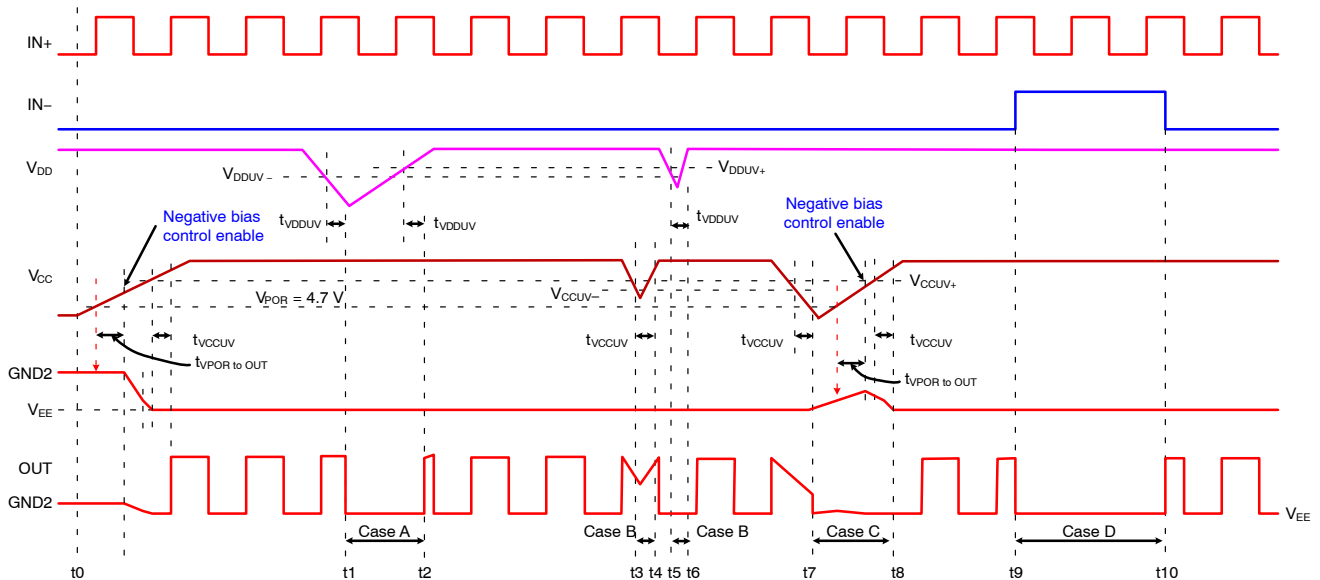 IN+
IN−
VDD
VDDUV −
VDDUV+
tVDDUV
tVDDUV
tVDDUV
Negative bias
control enable
Negative bias
control enable
VCC
VCCUV+
VPOR = 4.7 V
VCCUV−
tVCCUV
tVCCUV
tVCCUV
tVCCUV
tVPOR to OUT
tVPOR to OUT
GND2
VEE
OUT
GND2
VEE
Case A
Case B
Case B
Case C
Case D
t0
t1
t2
t3
t4
t5
t6
t7
t8
t9
t10